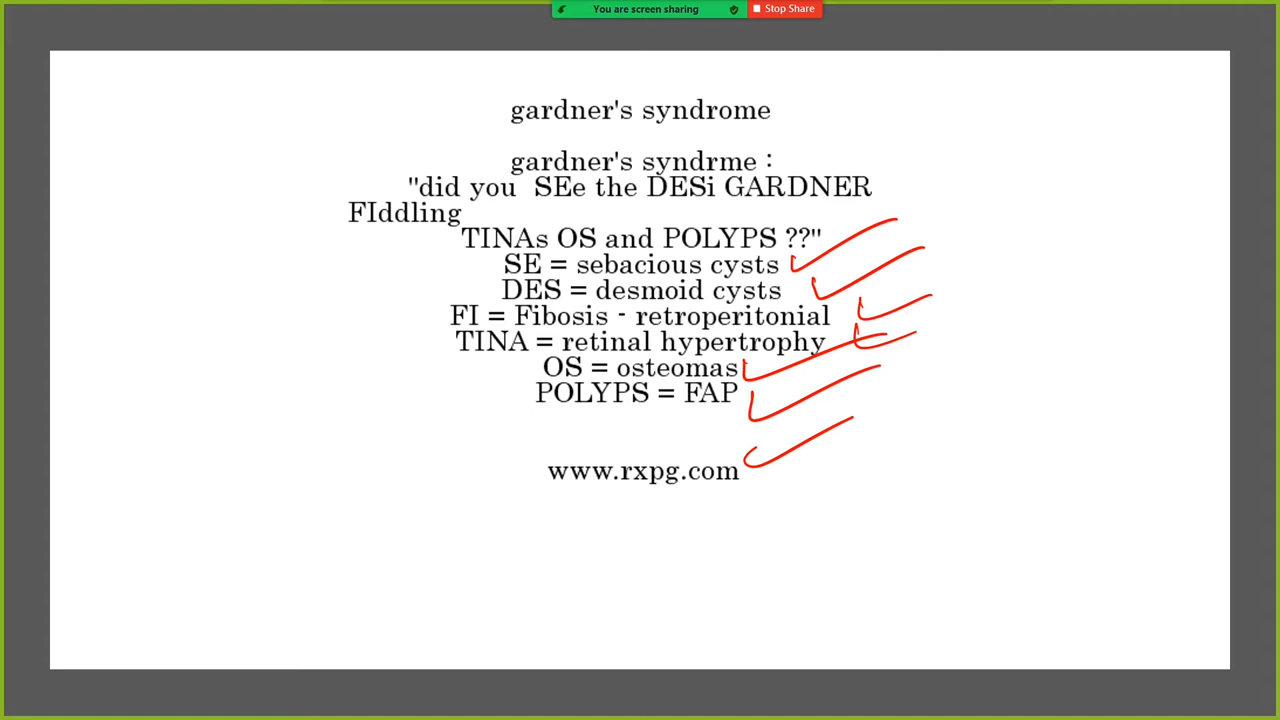 You are screen sharing
Stop Share
gardner's syndrome
gardner's syndrme :
"did you SEe the DESi GARDNER
FIddling
TINAs OS and POLYPS ??"
SE = sebacious cysts
DES = desmoid cysts
FI = Fibosis - retroperitonial
TINA = retinal hypertrophy
OS = osteomas
POLYPS = FAP
www.rxpg.com